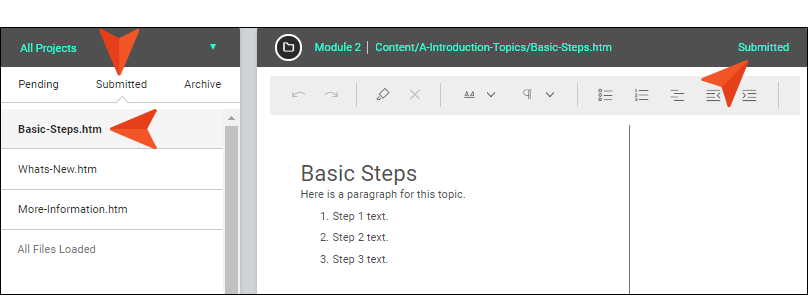 All Projects
Pending Submitted Archive
Basic-Steps.htm
Whats-New.htm
More-Information.htm
All Files Loaded
Module 2 | Content/A-Introduction-Topics/Basic-Steps.htm Submitted
AA ¶
Basic Steps
Here is a paragraph for this topic.
1. Step 1 text.
2. Step 2 text.
3. Step 3 text.